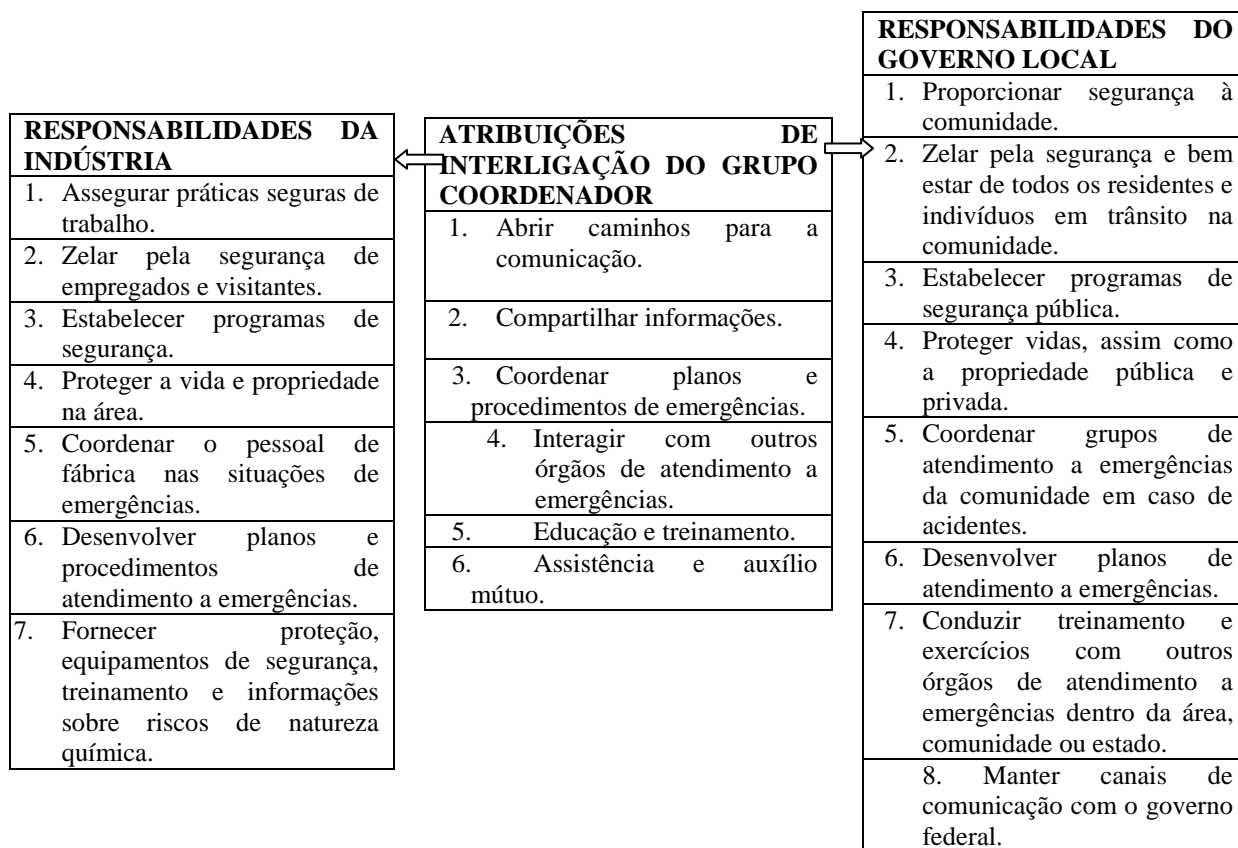 RESPONSABILIDADES DA
INDÚSTRIA
1. Assegurar práticas seguras de
trabalho.
2. Zelar pela segurança de
empregados e visitantes.
3. Estabelecer programas de
segurança.
4. Proteger a vida e propriedade
na área.
5. Coordenar o pessoal de
fábrica nas situações de
emergências.
6. Desenvolver planos e
procedimentos de
atendimento a emergências.
7. Fornecer proteção,
equipamentos de segurança,
treinamento e informações
sobre riscos de natureza
química.
ATRIBUIÇÕES DE
INTERLIGAÇÃO DO GRUPO
COORDENADOR
1. Abrir caminhos para a
comunicação.
2. Compartilhar informações.
3. Coordenar planos e
procedimentos de emergências.
4. Interagir com outros
órgãos de atendimento a
emergências.
5. Educação e treinamento.
6. Assistência e auxílio
mútuo.
RESPONSABILIDADES DO
GOVERNO LOCAL
1. Proporcionar segurança à
comunidade.
2. Zelar pela segurança e bem
estar de todos os residentes e
indivíduos em trânsito na
comunidade.
3. Estabelecer programas de
segurança pública.
4. Proteger vidas, assim como
a propriedade pública e
privada.
5. Coordenar grupos de
atendimento a emergências
da comunidade em caso de
acidentes.
6. Desenvolver planos de
atendimento a emergências.
7. Conduzir treinamento e
exercícios com outros
órgãos de atendimento a
emergências dentro da área,
comunidade ou estado.
8. Manter canais de
comunicação com o governo
federal.